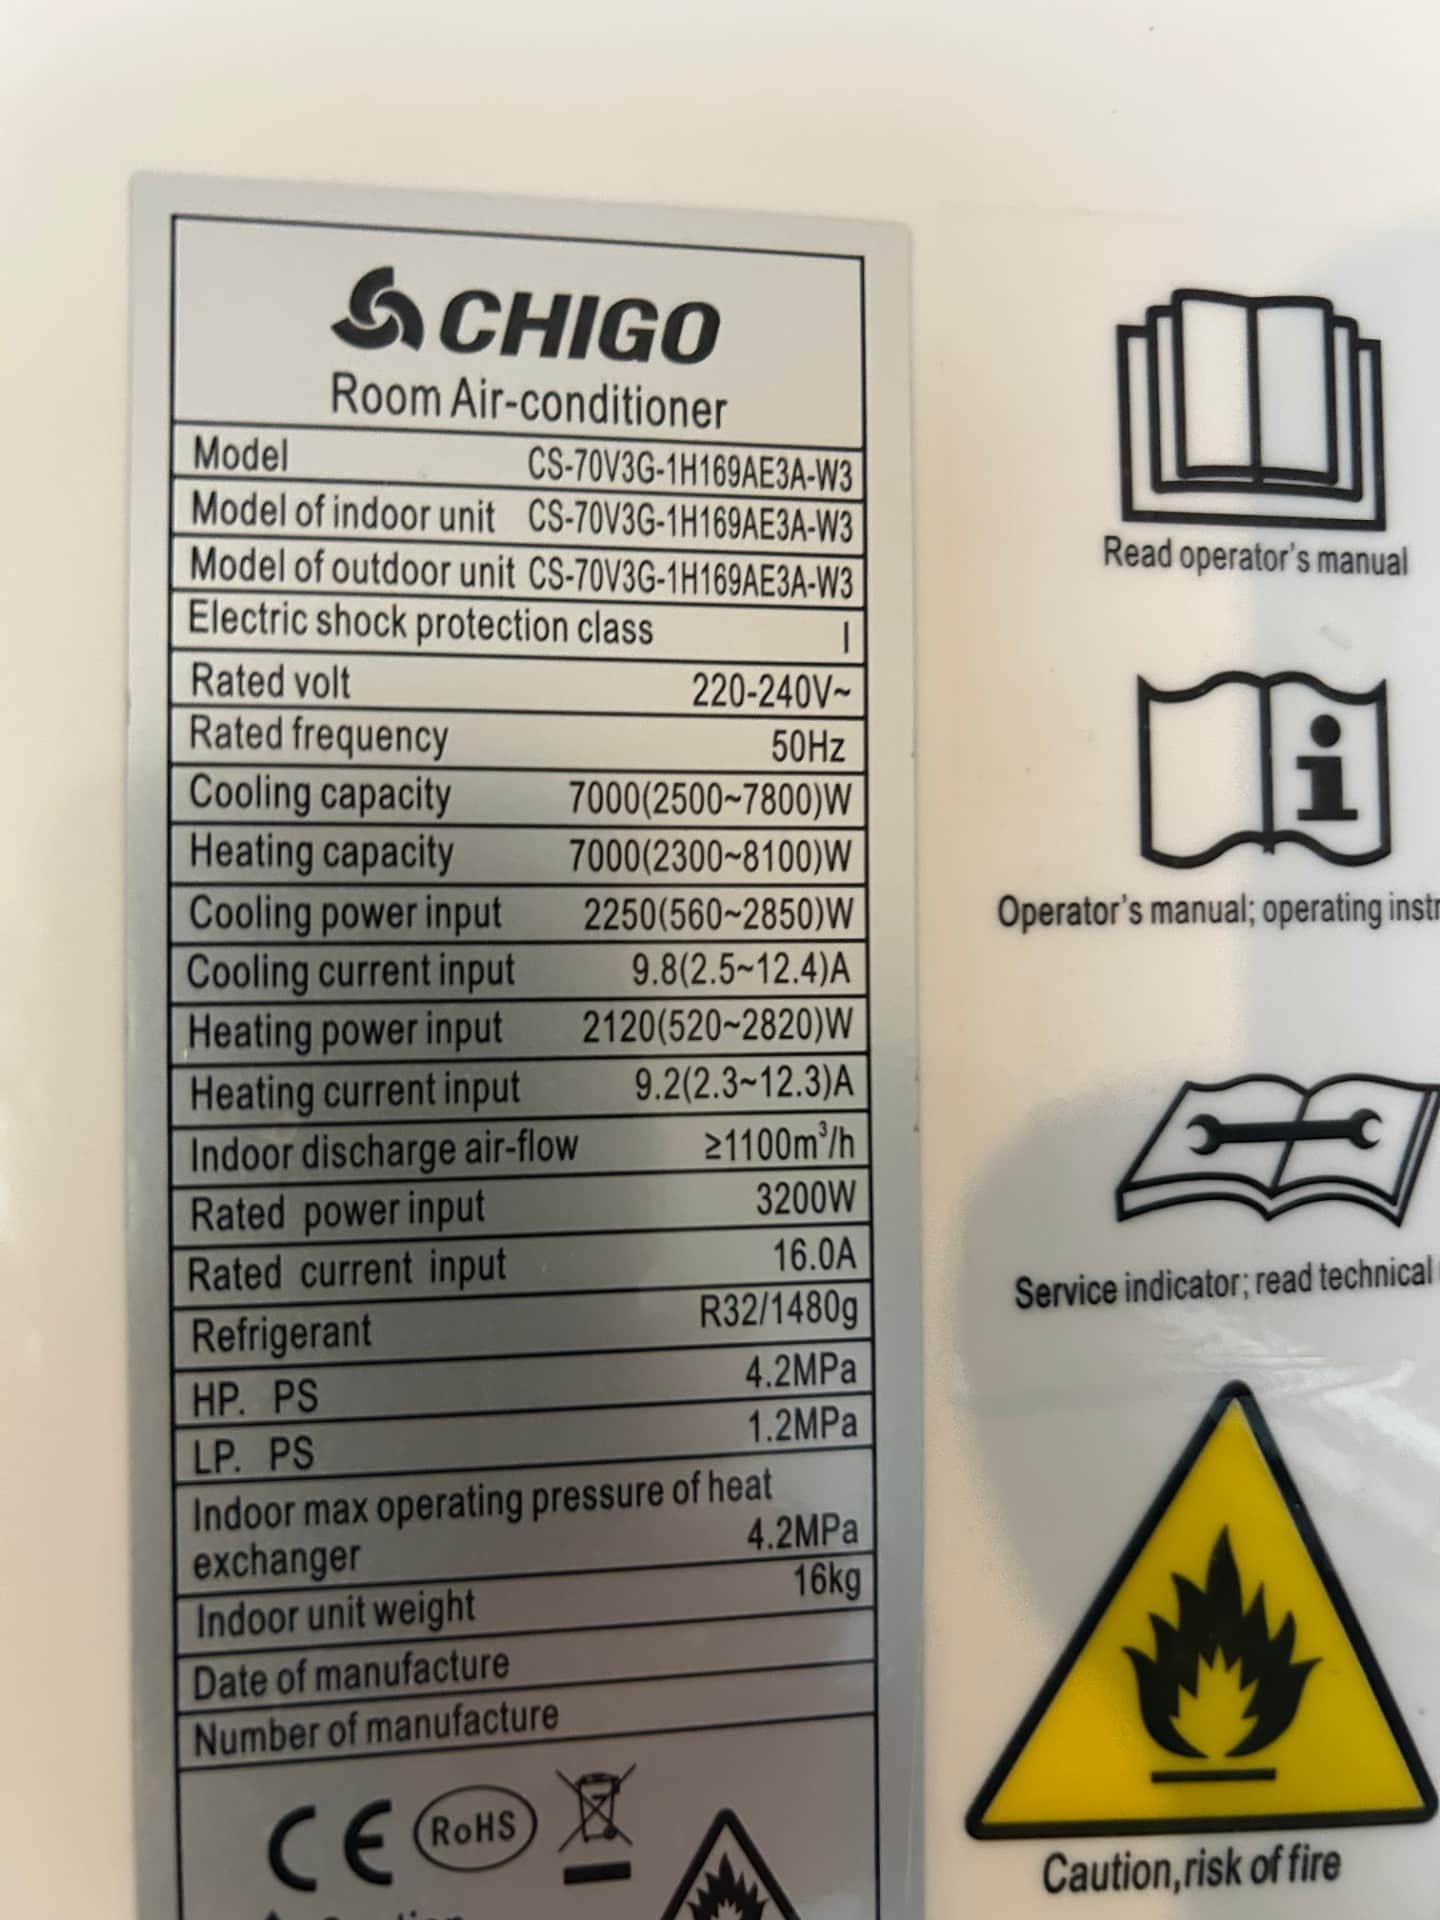 CHIGO
Room Air-conditioner
Model CS-70V3G-1H169AE3A-W3
Model of indoor unit CS-70V3G-1H169AE3A-W3
Model of outdoor unit CS-70V3G-1H169AE3A-W3
Electric shock protection class I
Rated volt 220-240V~
Rated frequency 50Hz
Cooling capacity 7000(2500~7800)W
Heating capacity 7000(2300~8100)W
Cooling power input 2250(560~2850)W
Cooling current input 9.8(2.5~12.4)A
Heating power input 2120(520~2820)W
Heating current input 9.2(2.3~12.3)A
Indoor discharge air-flow ≥1100m³/h
Rated power input 3200W
Rated current input 16.0A
Refrigerant R32/1480g
HP. PS 4.2MPa
LP. PS 1.2MPa
Indoor max operating pressure of heat
exchanger 4.2MPa
Indoor unit weight 16kg
Date of manufacture
Number of manufacture
CE RoHS
Read operator's manual
Operator's manual; operating
Service indicator; read technical
Caution,risk of fire